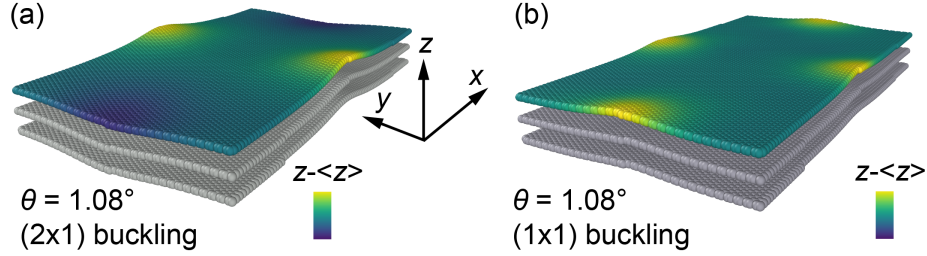 (a)
z
x
y
θ = 1.08°
(2x1) buckling
z-<z>
(b)
θ = 1.08°
(1x1) buckling
z-<z>